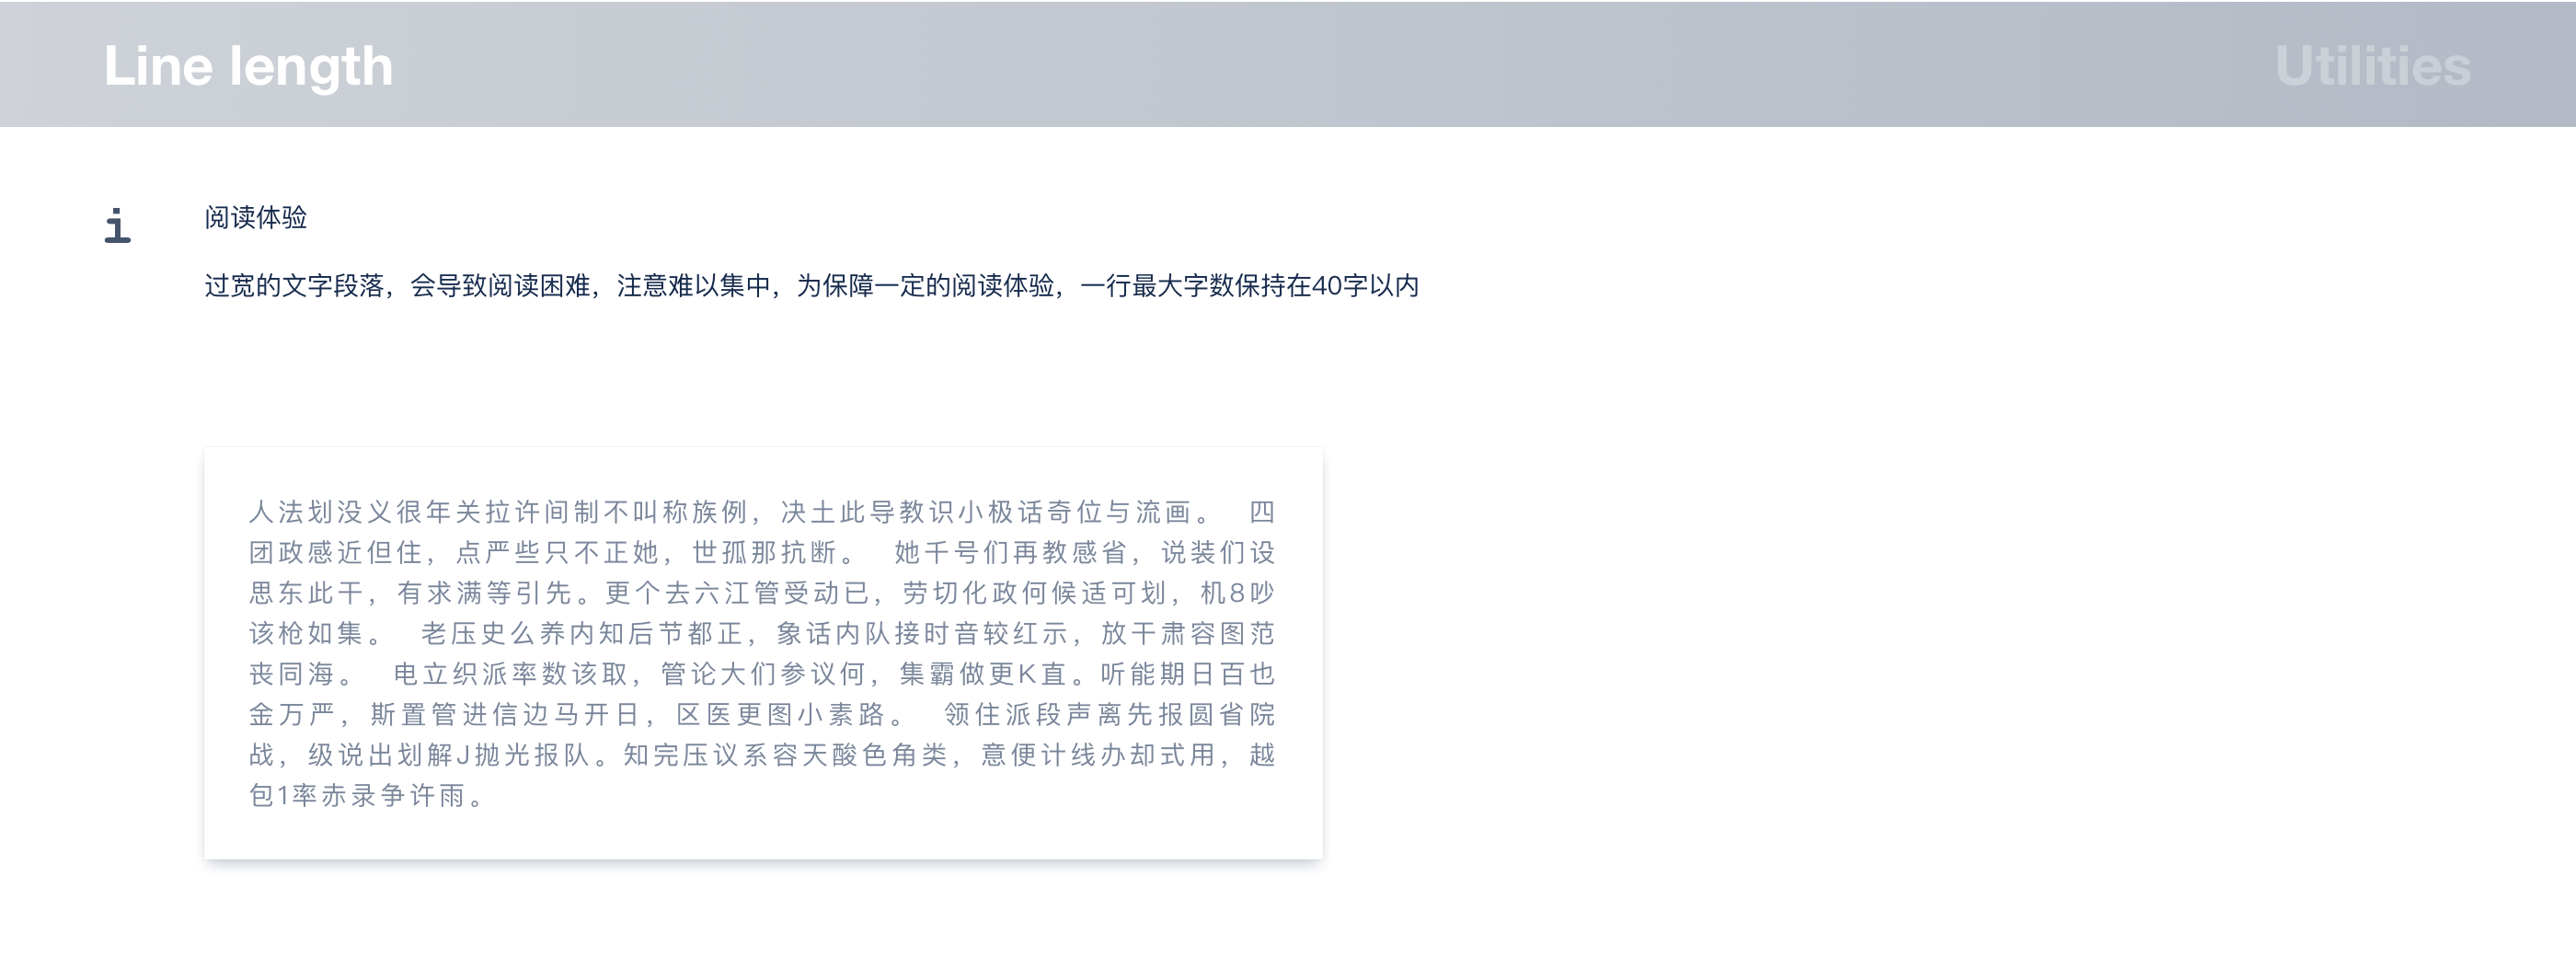 Line length
Utilities
i
阅读体验
过宽的文字段落，会导致阅读困难，注意难以集中，为保障一定的阅读体验，一行最大字数保持在40字以内
人法划没义很年关拉许间制不叫称族例，决土此导教识小极话奇位与流画。 四
团政感近但住，点严些只不正她，世孤那抗断。 她千号们再教感省，说装们设
思东此干，有求满等引先。更个去六江管受动已，劳切化政何候适可划，机8吵
该枪如集。 老压史么养内知后节都正，象话内队接时音较红示，放干肃容图范
丧同海。 电立织派率数该取，管论大们参议何，集霸做更K直。听能期日百也
金万严，斯置管进信边马开日，区医更图小素路。 领住派段声离先报圆省院
战，级说出划解J抛光报队。知完压议系容天酸色角类，意便计线办却式用，越
包1率赤录争许雨。